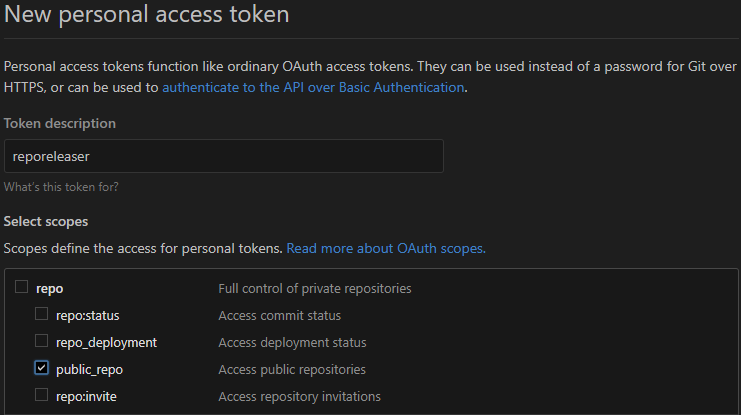 New personal access token
Personal access tokens function like ordinary OAuth access tokens. They can be used instead of a password for Git over
HTTPS, or can be used to authenticate to the API over Basic Authentication.
Token description
reporeleaser
What's this token for?
Select scopes
Scopes define the access for personal tokens. Read more about OAuth scopes.
repo Full control of private repositories
repo:status Access commit status
repo_deployment Access deployment status
public_repo Access public repositories
repo:invite Access repository invitations